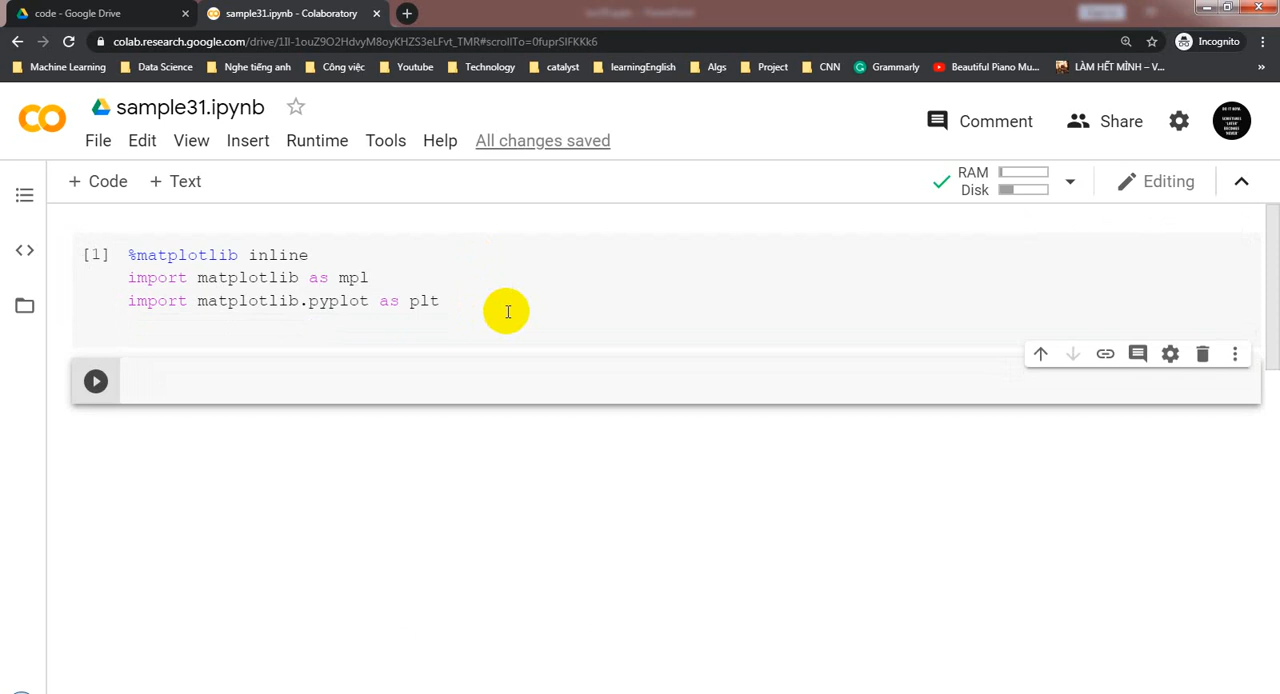 code - Google Drive
sample31.ipynb - Colaboratory
colab.research.google.com/drive/1Il-1ouZ9O2HdvyM8oyKHZS3eLFvt_TMR#scrollTo=0fuprSIFKKk6
Incognito
Machine Learning
Data Science
Nghe tiếng anh
Công việc
Youtube
Technology
catalyst
learningEnglish
Algs
Project
CNN
Grammarly
Beautiful Piano Mu...
LÀM HẾT MÌNH – V...
»
CO
sample31.ipynb
Comment
Share
File Edit View Insert Runtime Tools Help All changes saved
+ Code + Text
RAM
Disk
Editing
[1] %matplotlib inline
import matplotlib as mpl
import matplotlib.pyplot as plt